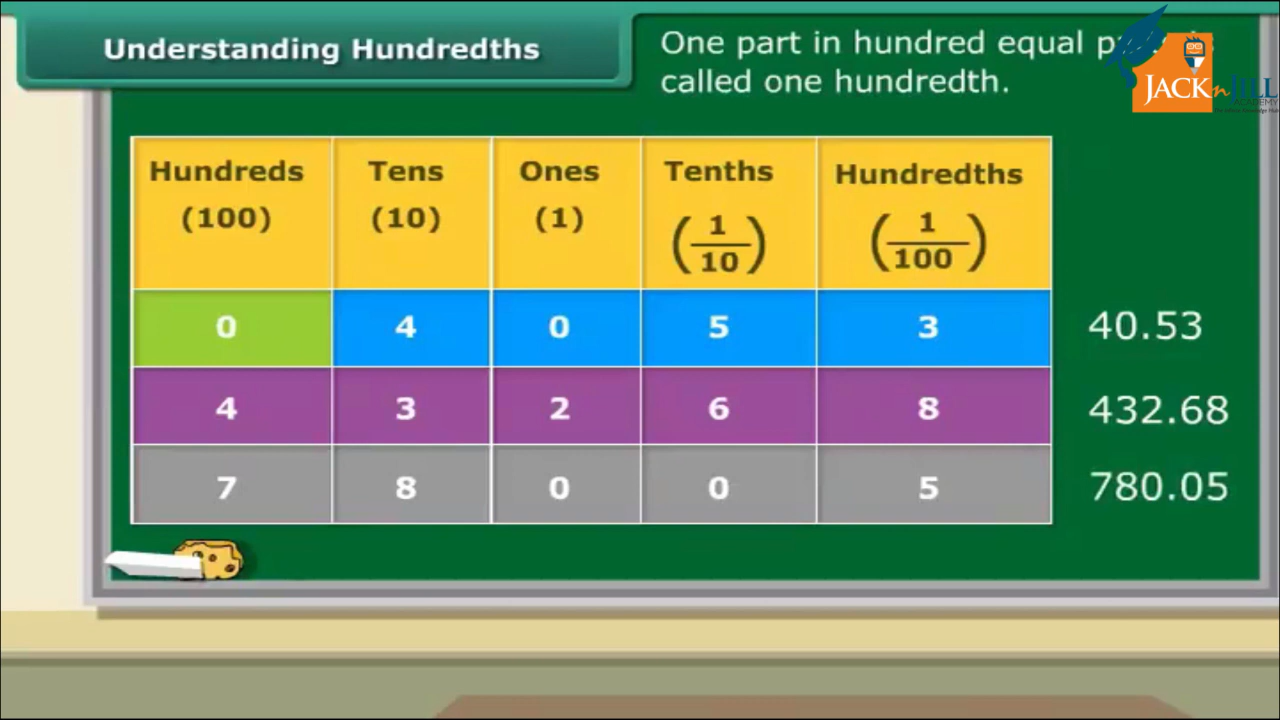 Understanding Hundredths
One part in hundred equal
called one hundredth.
Hundreds Tens Ones Tenths Hundredths
(100) (10) (1) (1/10) (1/100)
0 4 0 5 3 40.53
4 3 2 6 8 432.68
7 8 0 0 5 780.05
JACK n JILL
ACADEMY